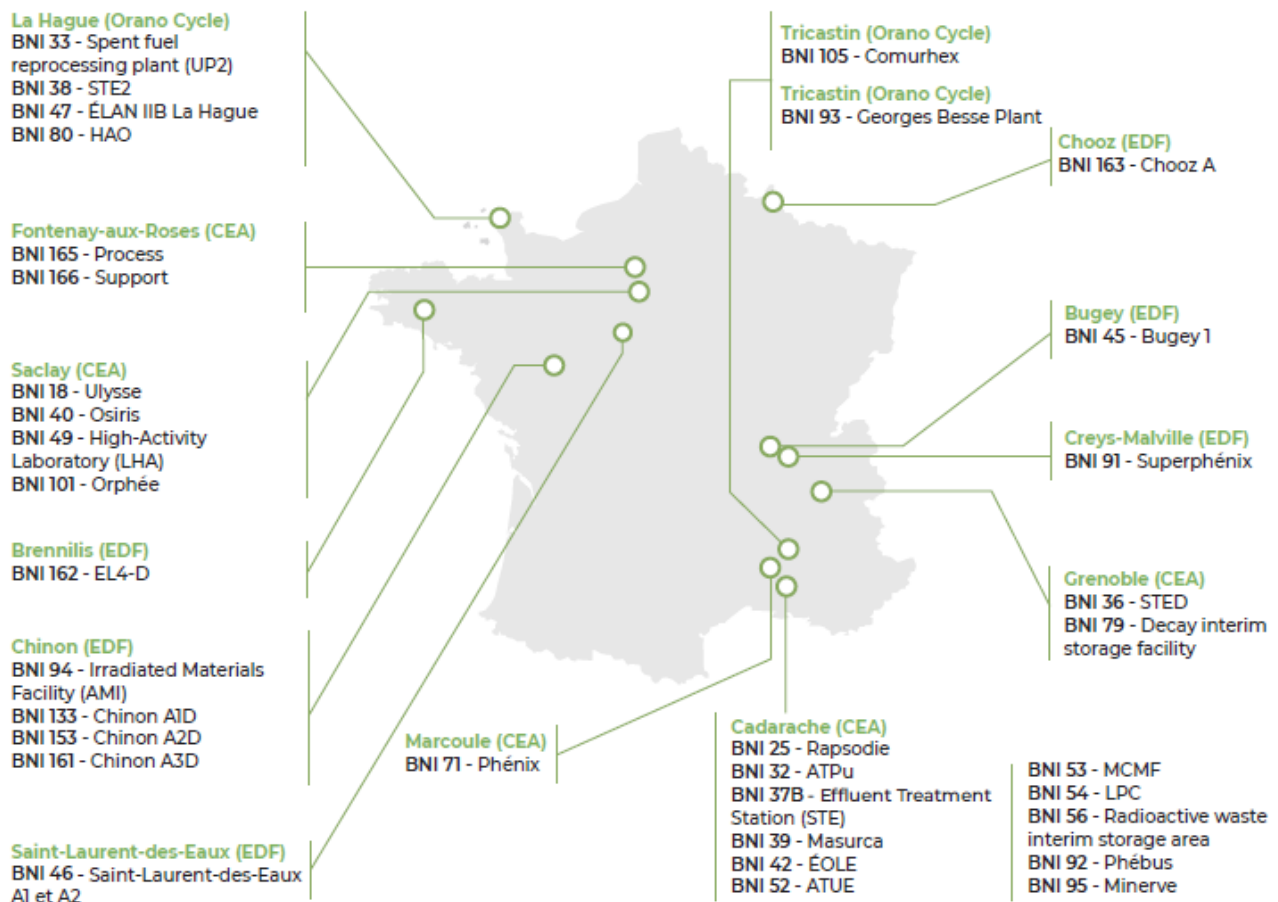 La Hague (Orano Cycle)
BNI 33 - Spent fuel
reprocessing plant (UP2)
BNI 38 - STE2
BNI 47 - ÉLAN IIB La Hague
BNI 80 - HAO
Fontenay-aux-Roses (CEA)
BNI 165 - Process
BNI 166 - Support
Saclay (CEA)
BNI 18 - Ulysse
BNI 40 - Osiris
BNI 49 - High-Activity
Laboratory (LHA)
BNI 101 - Orphée
Brennilis (EDF)
BNI 162 - EL4-D
Chinon (EDF)
BNI 94 - Irradiated Materials
Facility (AMI)
BNI 133 - Chinon A1D
BNI 153 - Chinon A2D
BNI 161 - Chinon A3D
Saint-Laurent-des-Eaux (EDF)
BNI 46 - Saint-Laurent-des-Eaux
A1 et A2
Tricastin (Orano Cycle)
BNI 105 - Comurhex
Tricastin (Orano Cycle)
BNI 93 - Georges Besse Plant
Chooz (EDF)
BNI 163 - Chooz A
Bugey (EDF)
BNI 45 - Bugey 1
Creys-Malville (EDF)
BNI 91 - Superphénix
Grenoble (CEA)
BNI 36 - STED
BNI 79 - Decay interim
storage facility
Marcoule (CEA)
BNI 71 - Phénix
Cadarache (CEA)
BNI 25 - Rapsodie
BNI 32 - ATPu
BNI 37B - Effluent Treatment
Station (STE)
BNI 39 - Masurca
BNI 42 - ÉOLE
BNI 52 - ATUE
BNI 53 - MCMF
BNI 54 - LPC
BNI 56 - Radioactive waste
interim storage area
BNI 92 - Phébus
BNI 95 - Minerve